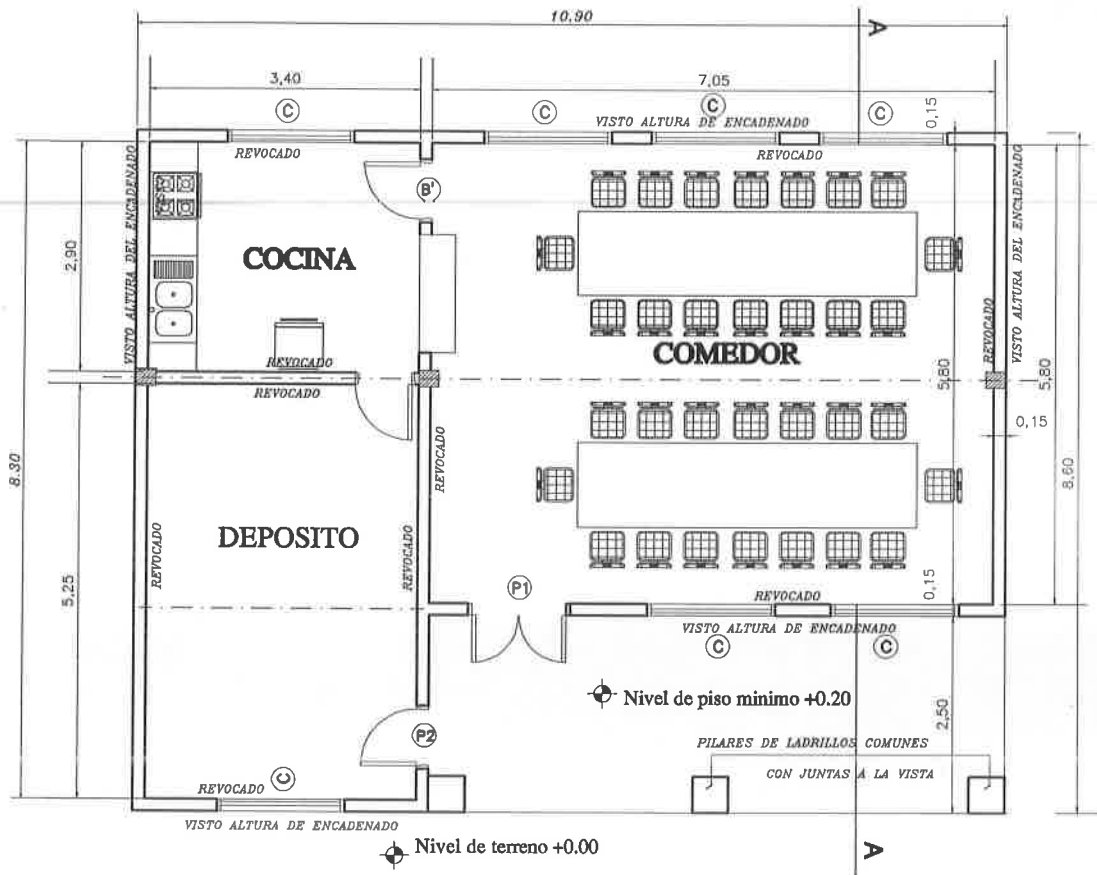 10.90
A
3,40
7,05
C
C
C
C
VISTO ALTURA DE ENCADENADO
0,15
REVOCADO
REVOCADO
B'
VISTO ALTURA DEL ENCADENADO
2,90
COCINA
VISTO ALTURA DEL ENCADENADO
REVOCADO
COMEDOR
REVOCADO
REVOCADO
5,80
5,80
0,15
8.30
8,60
REVOCADO
DEPOSITO
REVOCADO
REVOCADO
5,25
P1
REVOCADO
0,15
VISTO ALTURA DE ENCADENADO
C
C
Nivel de piso minimo +0.20
2,50
P2
PILARES DE LADRILLOS COMUNES
CON JUNTAS A LA VISTA
REVOCADO
C
VISTO ALTURA DE ENCADENADO
Nivel de terreno +0.00
A